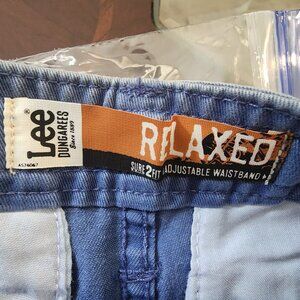 Lee
DUNGAREES
Since 1889
RELAXED
SURE2FIT ADJUSTABLE WAISTBAND